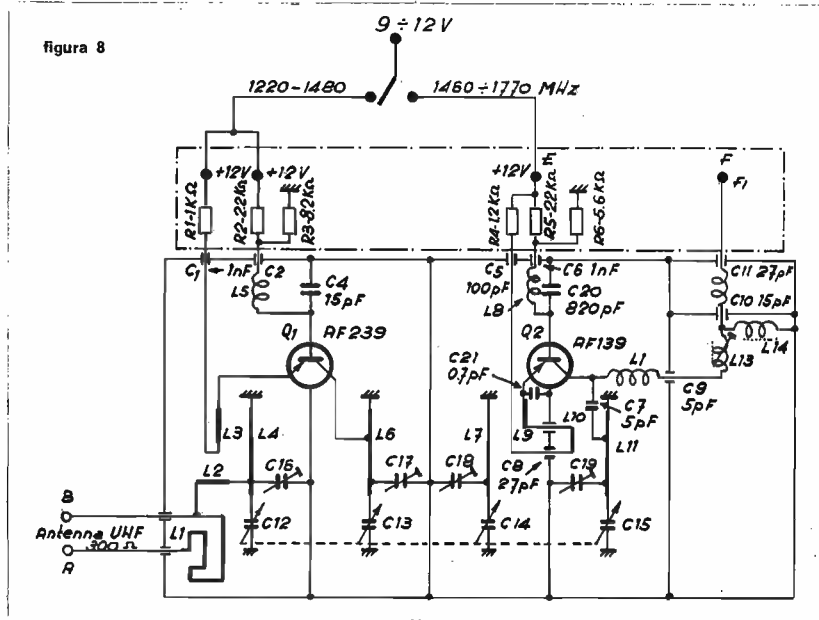 figura 8
9÷12V
1220-1480
1460÷1770 MHz
+12V
+12V
+12V
m
F
F1
R1-1KΩ
R2-22KΩ
R3-8.2KΩ
R4-1.2KΩ
R5-22KΩ
R6-5.6KΩ
C1
1nF
C2
L5
C4
15pF
C5
100pF
L8
C6 1nF
C20
820pF
C11 27pF
C10 15pF
L14
L13
Q1
AF239
Q2
AF139
C21
0.7pF
L1
C7
5pF
C9
5pF
L3
L4
L6
L7
L9
L10
L11
L2
C16
C17
C18
C8
27pF
C19
B
L1
Antenna UHF
300Ω
A
C12
C13
C14
C15